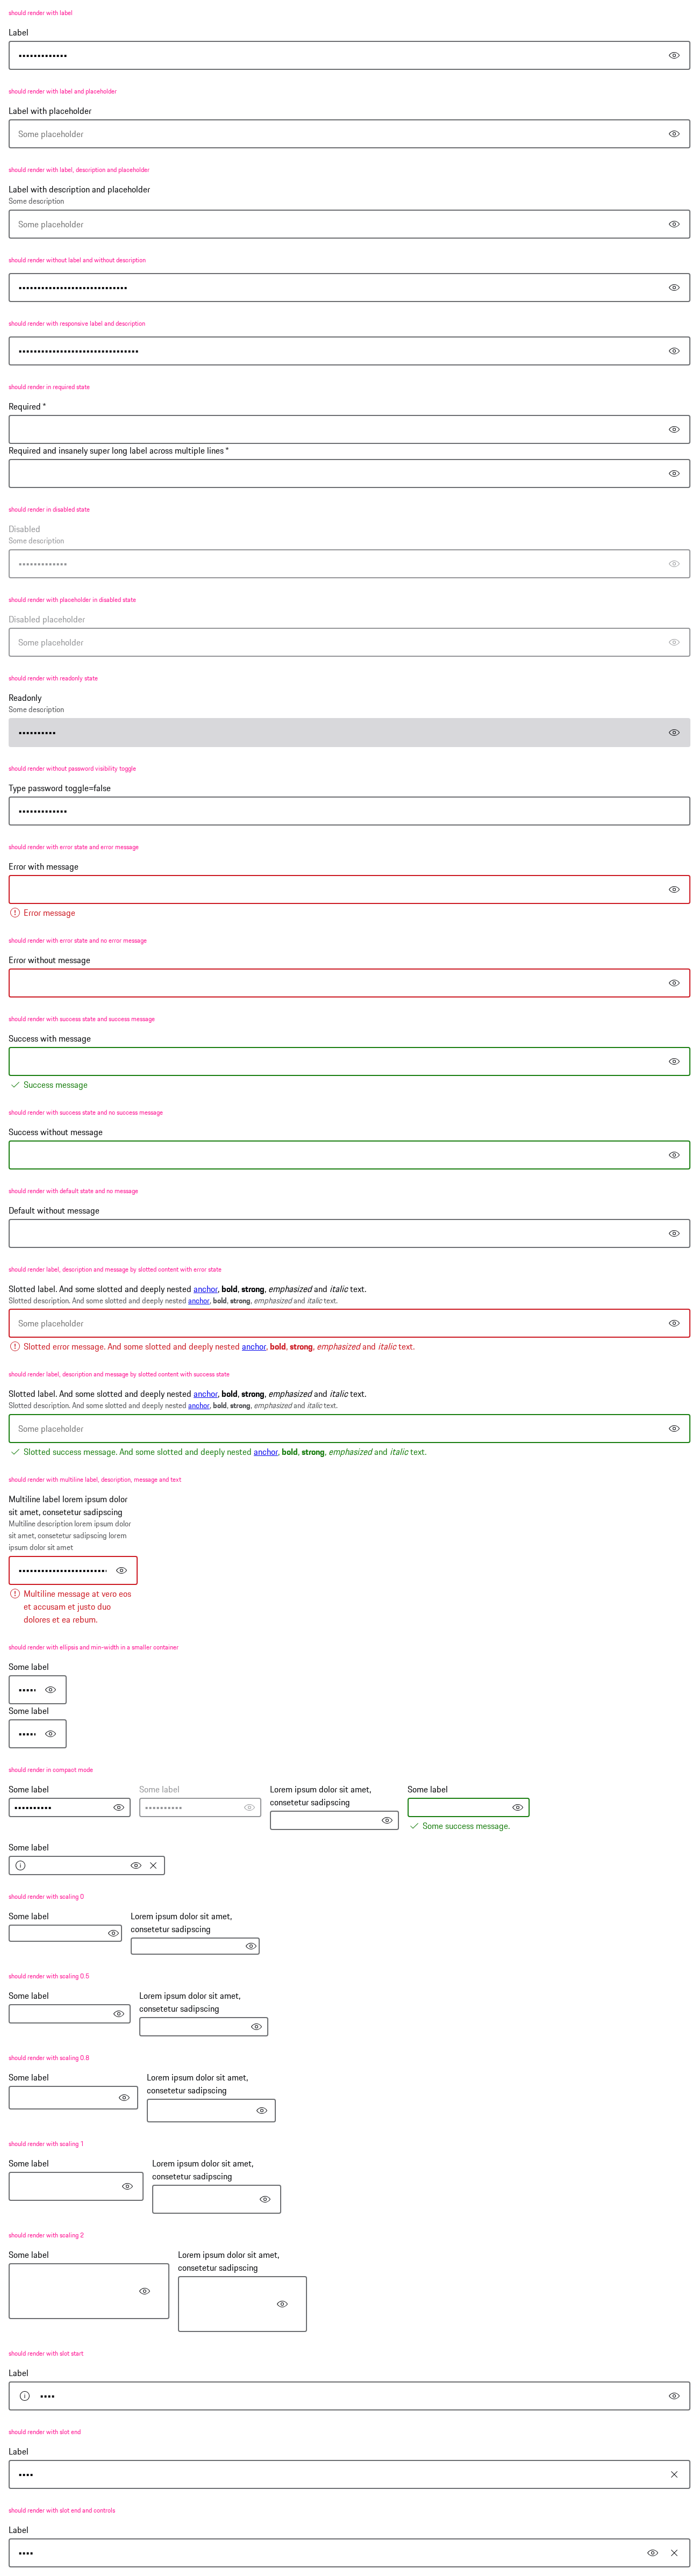 should render with label
Label
•••••••••••••
should render with label and placeholder
Label with placeholder
Some placeholder
should render with label, description and placeholder
Label with description and placeholder
Some description
Some placeholder
should render without label and without description
•••••••••••••••••••••••••••••
should render with responsive label and description
••••••••••••••••••••••••••••••••
should render in required state
Required *
Required and insanely super long label across multiple lines *
should render in disabled state
Disabled
Some description
•••••••••••••
should render with placeholder in disabled state
Disabled placeholder
Some placeholder
should render with readonly state
Readonly
Some description
••••••••••
should render without password visibility toggle
Type password toggle=false
•••••••••••••
should render with error state and error message
Error with message
Error message
should render with error state and no error message
Error without message
should render with success state and success message
Success with message
Success message
should render with success state and no success message
Success without message
should render with default state and no message
Default without message
should render label, description and message by slotted content with error state
Slotted label. And some slotted and deeply nested anchor, bold, strong, emphasized and italic text.
Slotted description. And some slotted and deeply nested anchor, bold, strong, emphasized and italic text.
Some placeholder
Slotted error message. And some slotted and deeply nested anchor, bold, strong, emphasized and italic text.
should render label, description and message by slotted content with success state
Slotted label. And some slotted and deeply nested anchor, bold, strong, emphasized and italic text.
Slotted description. And some slotted and deeply nested anchor, bold, strong, emphasized and italic text.
Some placeholder
Slotted success message. And some slotted and deeply nested anchor, bold, strong, emphasized and italic text.
should render with multiline label, description, message and text
Multiline label lorem ipsum dolor
sit amet, consetetur sadipscing
Multiline description lorem ipsum dolor
sit amet, consetetur sadipscing lorem
ipsum dolor sit amet
••••••••••••••••••••••••
Multiline message at vero eos
et accusam et justo duo
dolores et ea rebum.
should render with ellipsis and min-width in a smaller container
Some label
•••••
Some label
•••••
should render in compact mode
Some label
••••••••••
Some label
••••••••••
Lorem ipsum dolor sit amet,
consetetur sadipscing
Some label
Some success message.
Some label
should render with scaling 0
Some label
Lorem ipsum dolor sit amet,
consetetur sadipscing
should render with scaling 0.5
Some label
Lorem ipsum dolor sit amet,
consetetur sadipscing
should render with scaling 0.8
Some label
Lorem ipsum dolor sit amet,
consetetur sadipscing
should render with scaling 1
Some label
Lorem ipsum dolor sit amet,
consetetur sadipscing
should render with scaling 2
Some label
Lorem ipsum dolor sit amet,
consetetur sadipscing
should render with slot start
Label
••••
should render with slot end
Label
••••
should render with slot end and controls
Label
••••